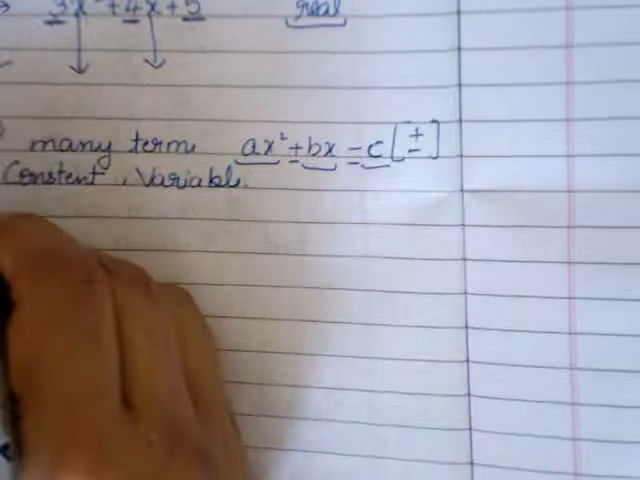 3x² + 4x + 5 real
many term ax² + bx - c [±]
Constent , Variable